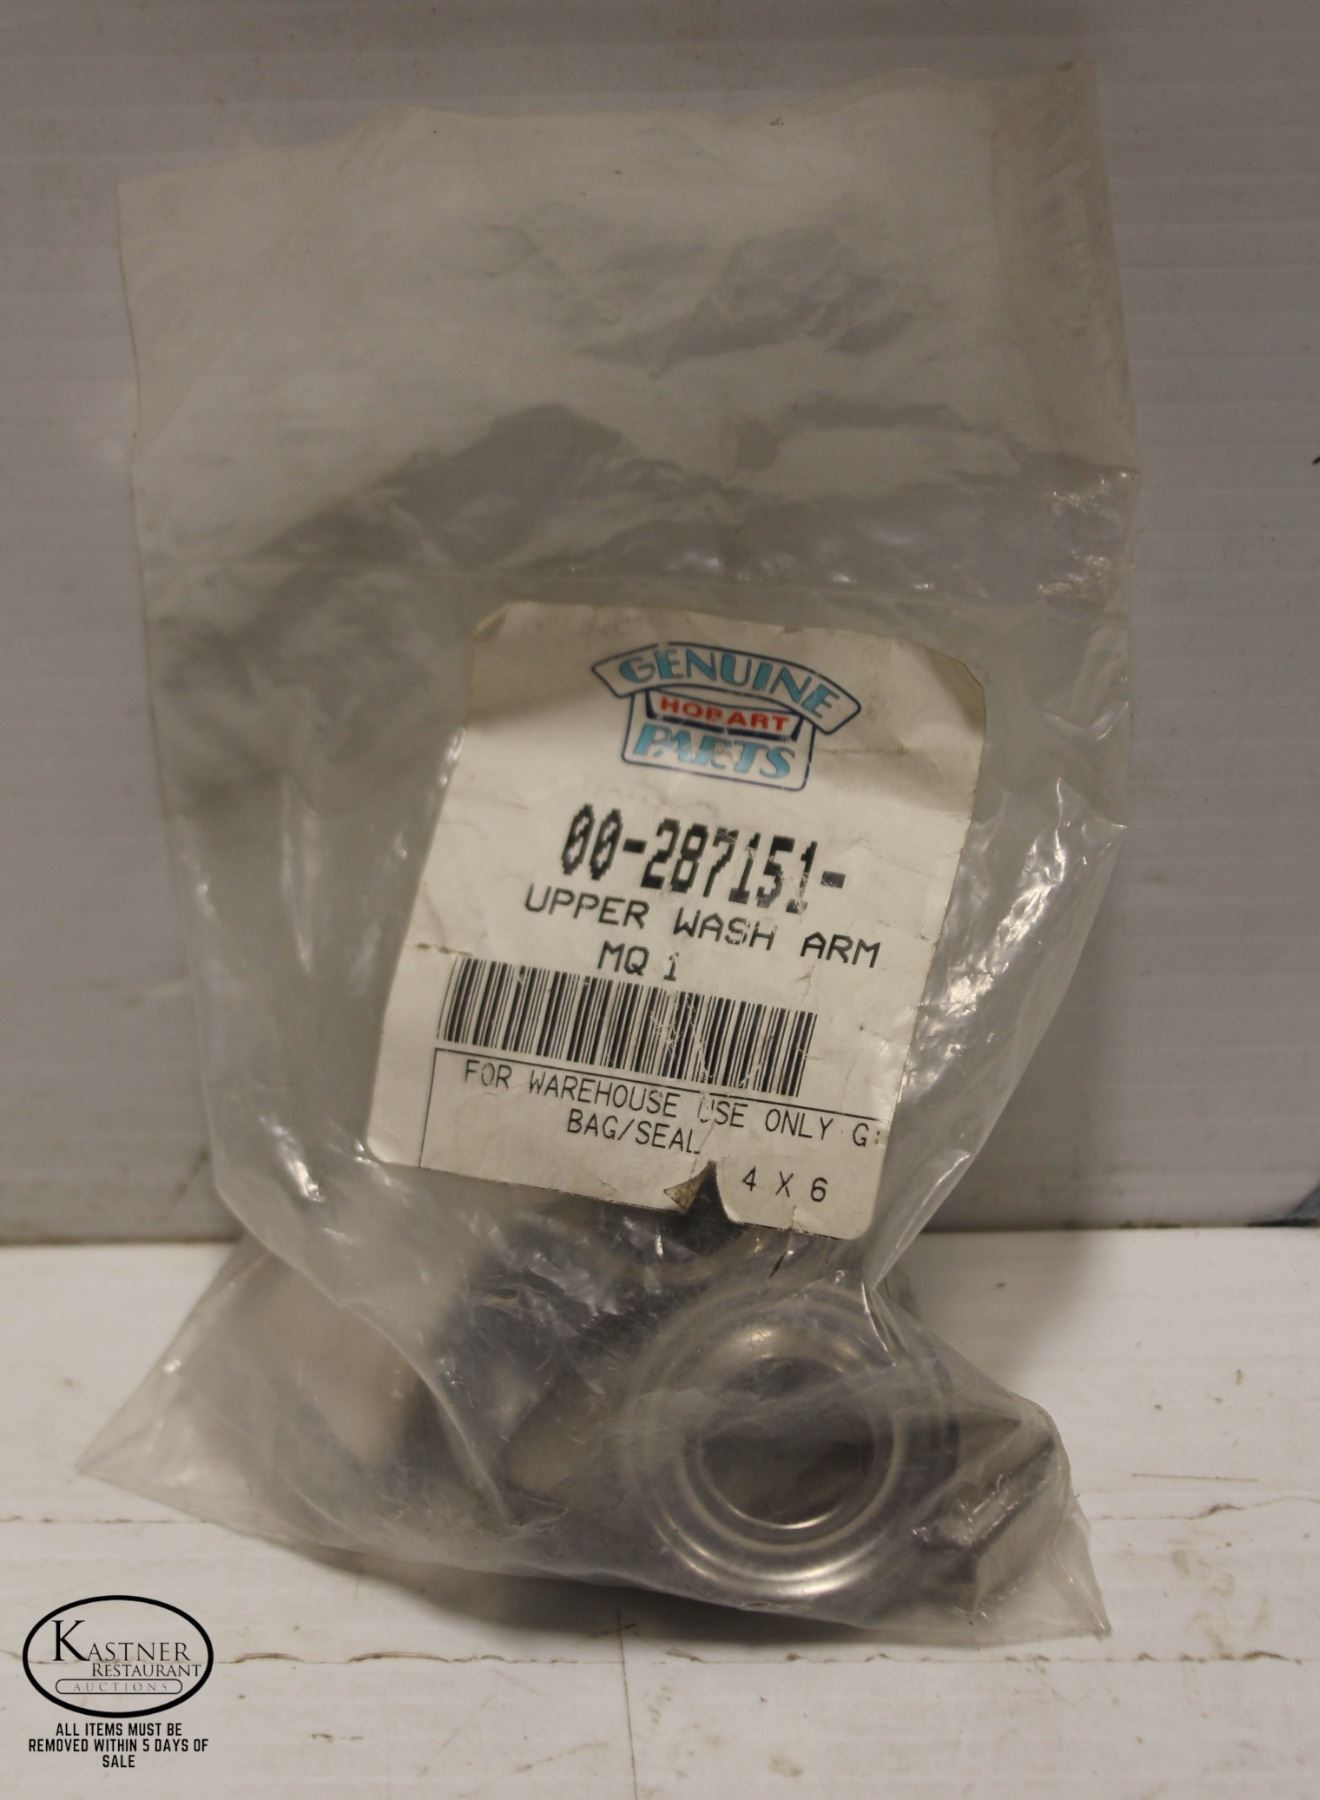 GENUINE
HOBART
PARTS
00-287151-
UPPER WASH ARM
MQ 1
FOR WAREHOUSE USE ONLY G:
BAG/SEAL
4 X 6
KASTNER
RESTAURANT
AUCTIONS
ALL ITEMS MUST BE
REMOVED WITHIN 5 DAYS OF
SALE